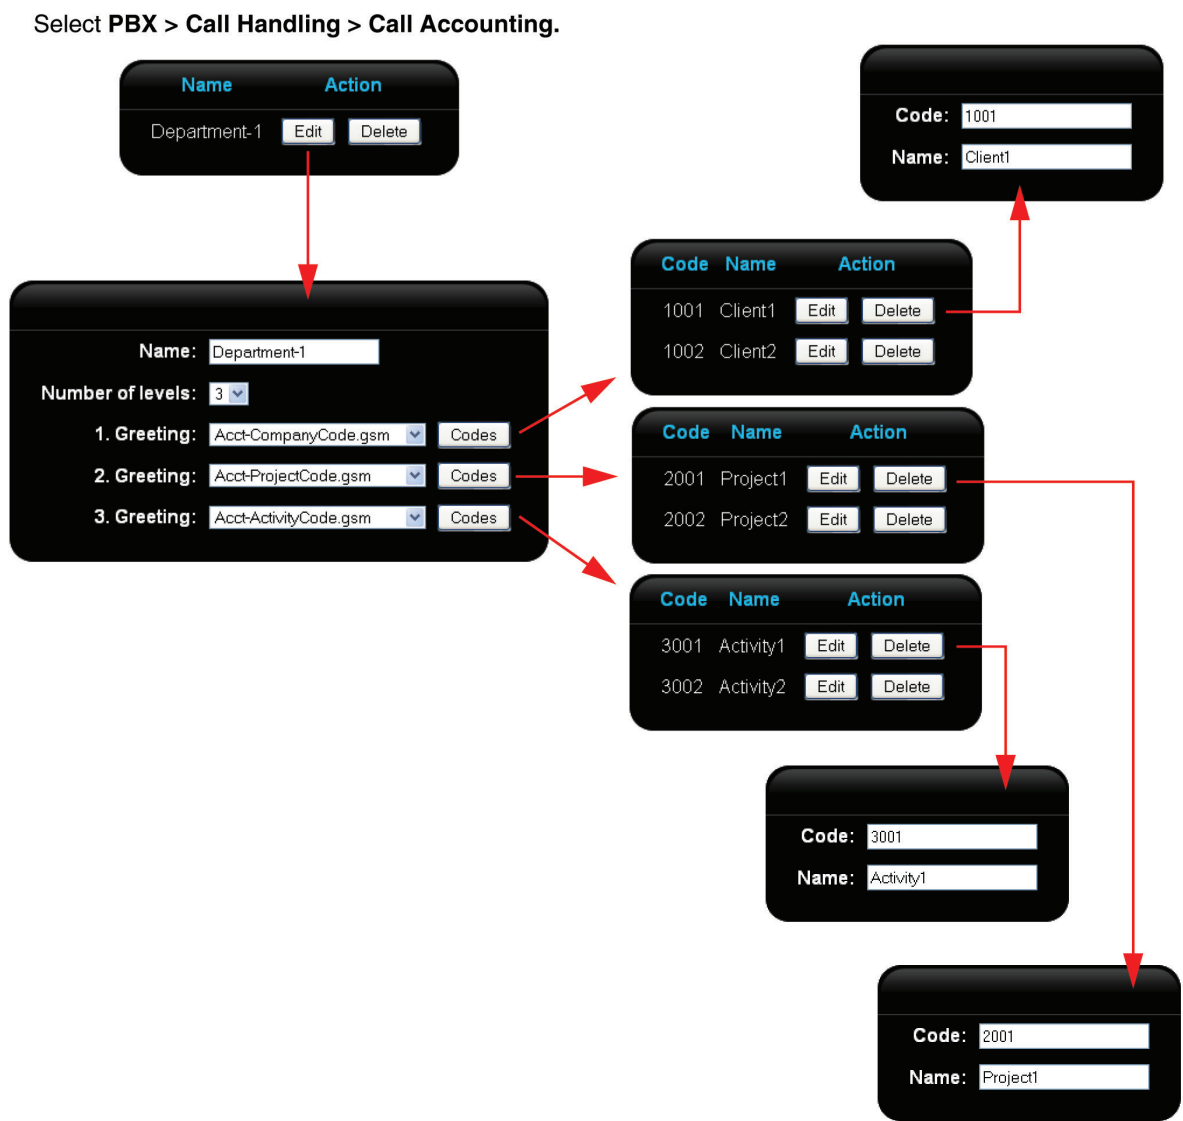 Select PBX > Call Handling > Call Accounting.
Name Action
Department-1 Edit Delete
Name: Department-1
Number of levels: 3
1. Greeting: Acct-CompanyCode.gsm Codes
2. Greeting: Acct-ProjectCode.gsm Codes
3. Greeting: Acct-ActivityCode.gsm Codes
Code Name Action
1001 Client1 Edit Delete
1002 Client2 Edit Delete
Code: 1001
Name: Client1
Code Name Action
2001 Project1 Edit Delete
2002 Project2 Edit Delete
Code Name Action
3001 Activity1 Edit Delete
3002 Activity2 Edit Delete
Code: 3001
Name: Activity1
Code: 2001
Name: Project1